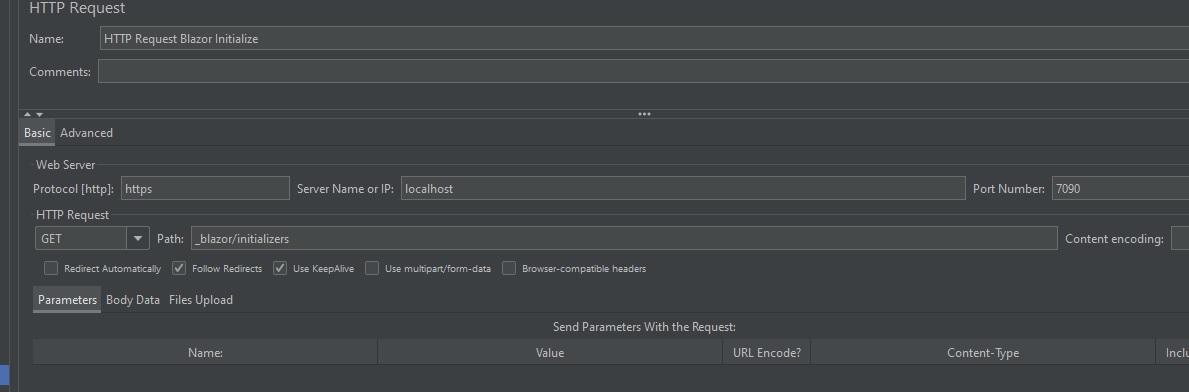 HTTP Request
Name: HTTP Request Blazor Initialize
Comments:
Basic Advanced
Web Server
Protocol [http]: https Server Name or IP: localhost Port Number: 7090
HTTP Request
GET Path: _blazor/initializers Content encoding:
Redirect Automatically Follow Redirects Use KeepAlive Use multipart/form-data Browser-compatible headers
Parameters Body Data Files Upload
Send Parameters With the Request:
Name: Value URL Encode? Content-Type